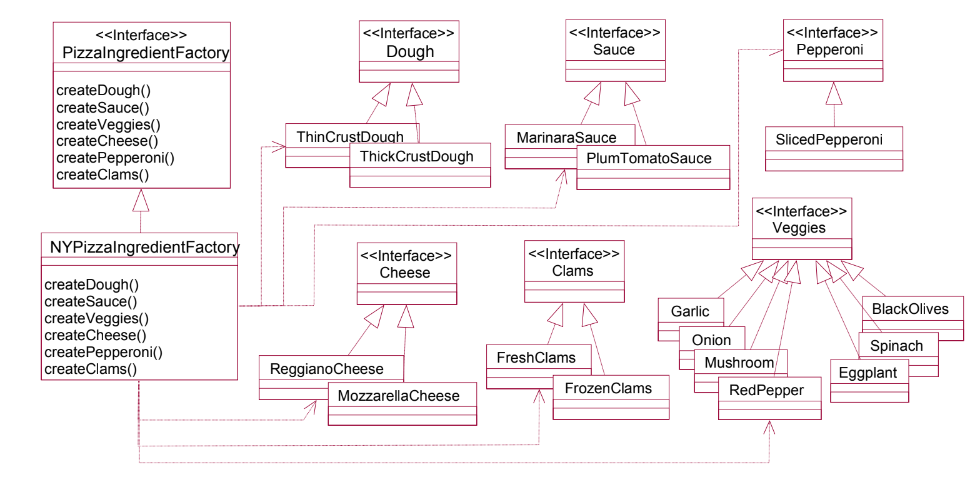 <<Interface>>
PizzaIngredientFactory
createDough()
createSauce()
createVeggies()
createCheese()
createPepperoni()
createClams()
<<Interface>>
Dough
ThinCrustDough
ThickCrustDough
<<Interface>>
Sauce
MarinaraSauce
PlumTomatoSauce
<<Interface>>
Pepperoni
SlicedPepperoni
NYPizzaIngredientFactory
createDough()
createSauce()
createVeggies()
createCheese()
createPepperoni()
createClams()
<<Interface>>
Cheese
ReggianoCheese
MozzarellaCheese
<<Interface>>
Clams
FreshClams
FrozenClams
<<Interface>>
Veggies
Garlic
Onion
Mushroom
RedPepper
BlackOlives
Spinach
Eggplant